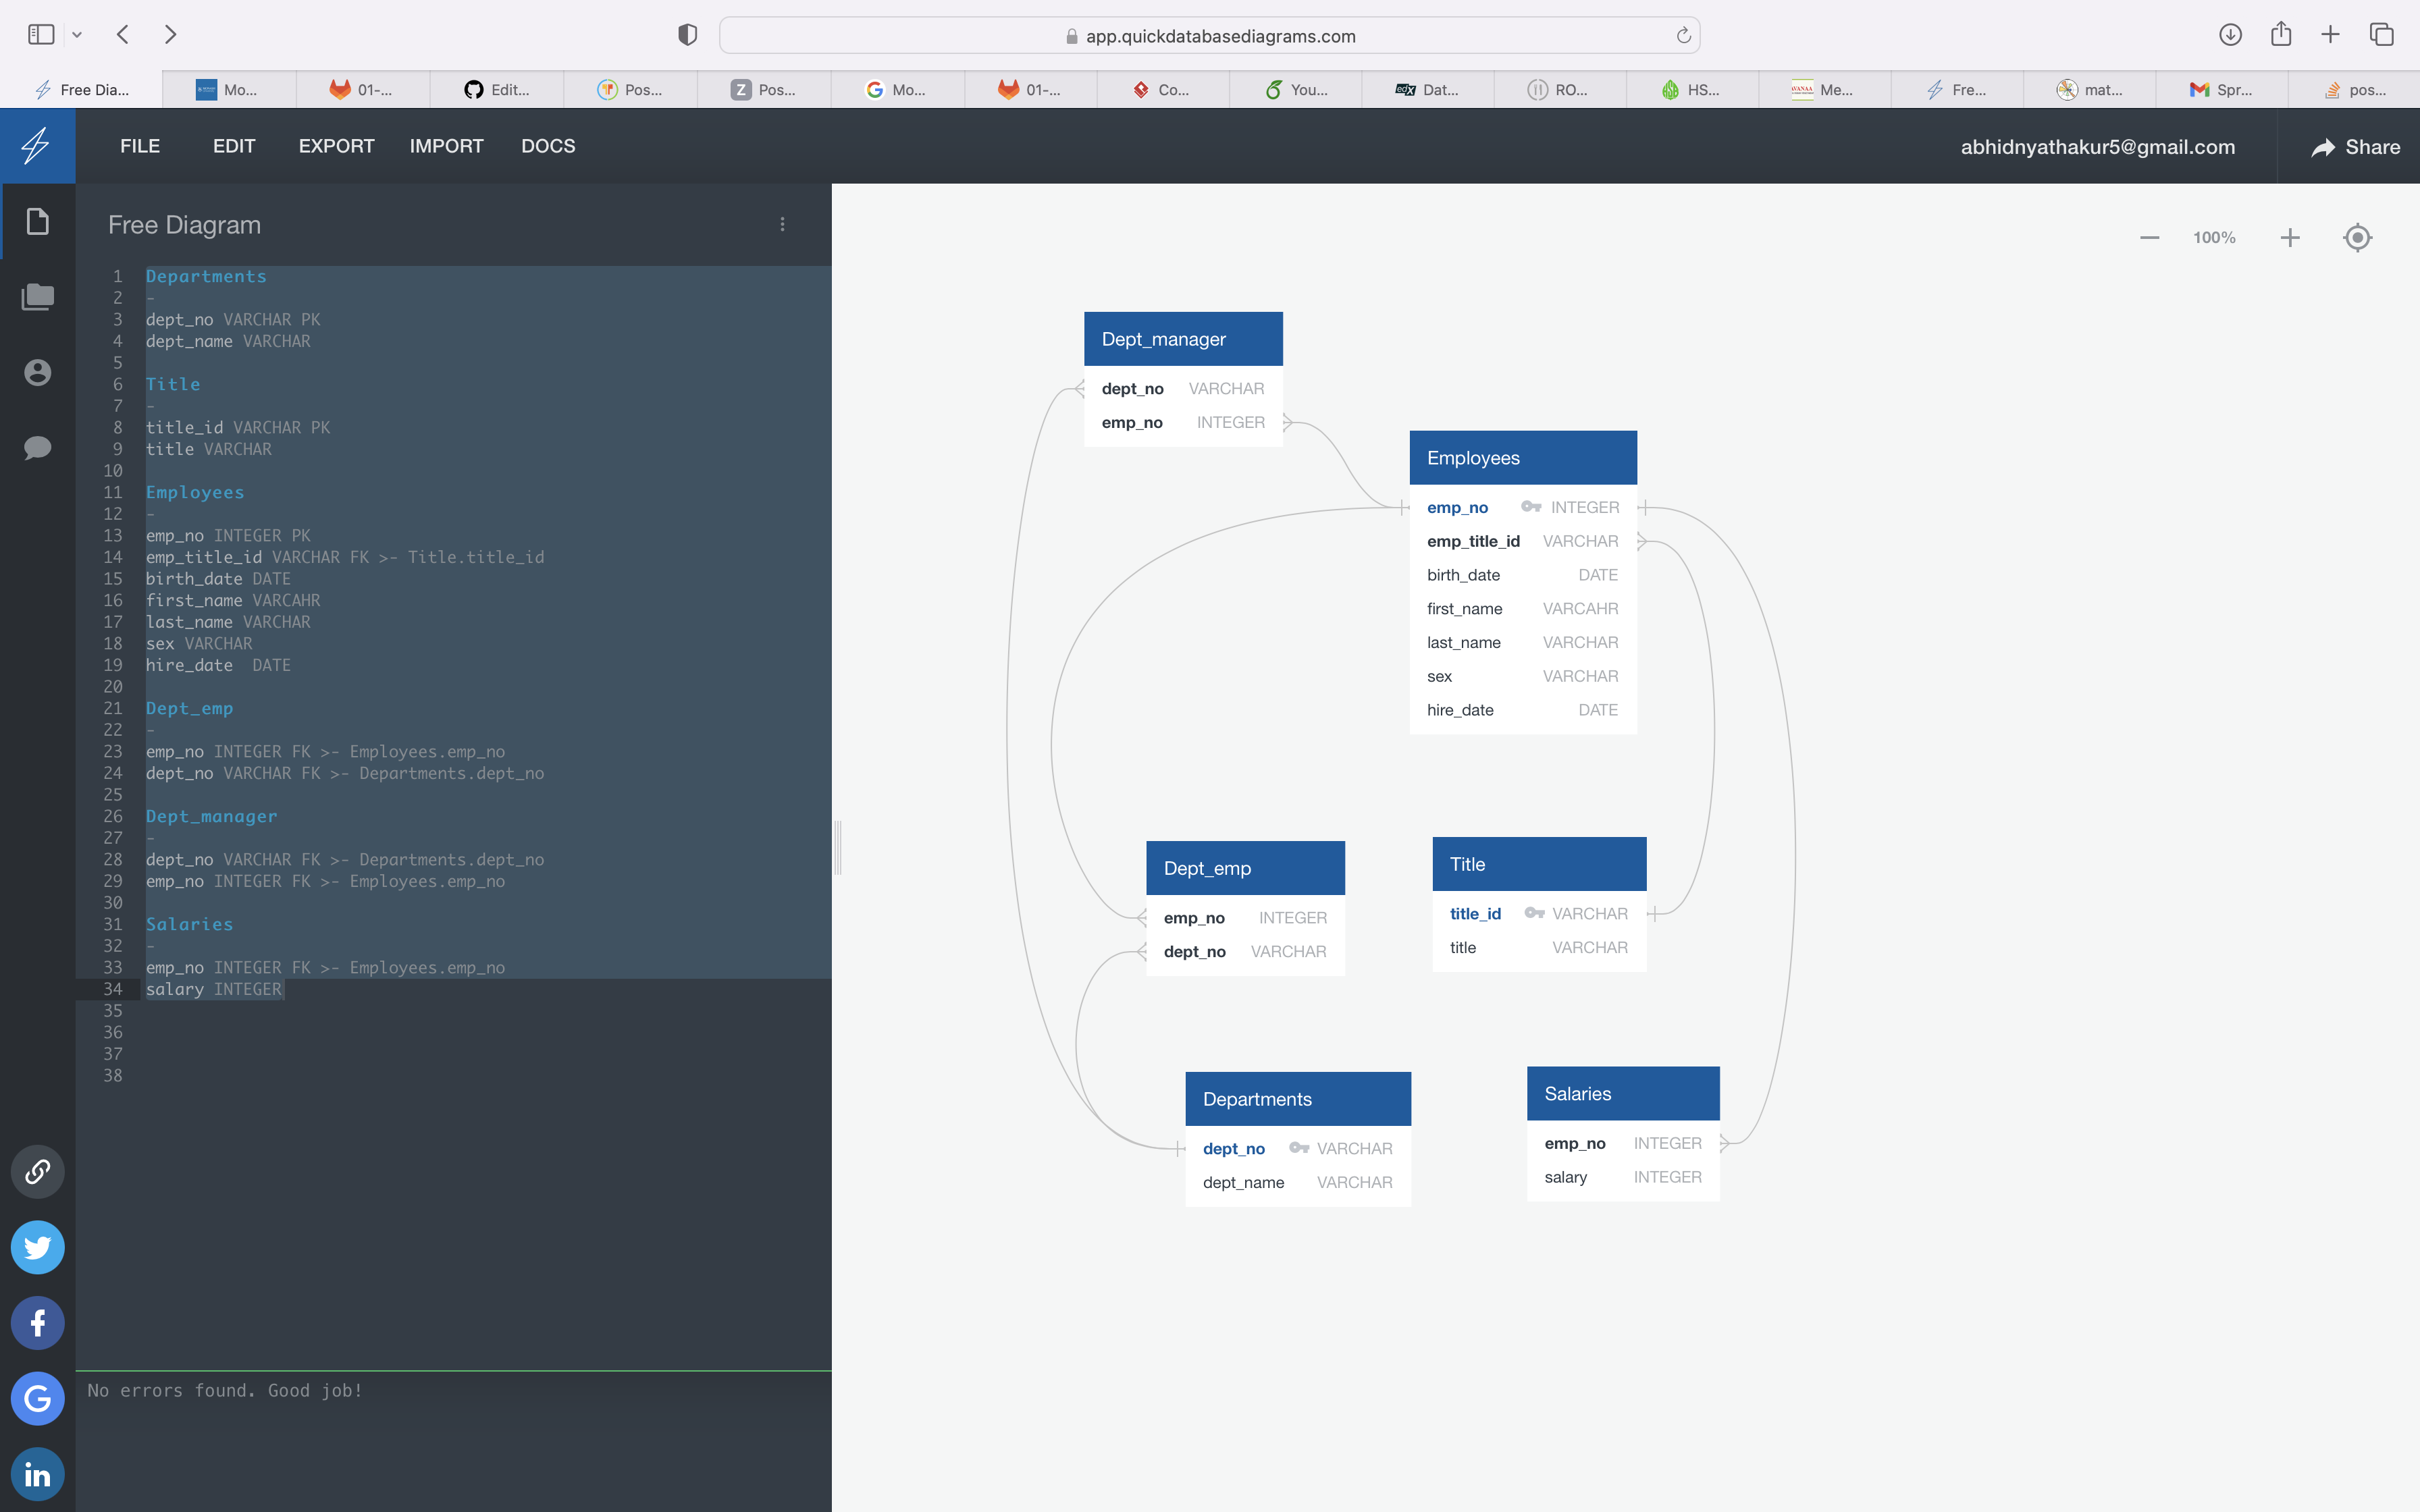 app.quickdatabasediagrams.com
Free Dia...
Mo...
01-...
Edit...
Pos...
Z Pos...
G Mo...
01-...
Co...
You...
edX Dat...
RO...
HS...
Me...
Fre...
mat...
Spr...
pos...
FILE EDIT EXPORT IMPORT DOCS
abhidnyathakur5@gmail.com
Share
Free Diagram
1 Departments
2 -
3 dept_no VARCHAR PK
4 dept_name VARCHAR
5
6 Title
7 -
8 title_id VARCHAR PK
9 title VARCHAR
10
11 Employees
12 -
13 emp_no INTEGER PK
14 emp_title_id VARCHAR FK >- Title.title_id
15 birth_date DATE
16 first_name VARCAHR
17 last_name VARCHAR
18 sex VARCHAR
19 hire_date  DATE
20
21 Dept_emp
22 -
23 emp_no INTEGER FK >- Employees.emp_no
24 dept_no VARCHAR FK >- Departments.dept_no
25
26 Dept_manager
27 -
28 dept_no VARCHAR FK >- Departments.dept_no
29 emp_no INTEGER FK >- Employees.emp_no
30
31 Salaries
32 -
33 emp_no INTEGER FK >- Employees.emp_no
34 salary INTEGER
35
36
37
38
No errors found. Good job!
100%
Dept_manager
dept_no VARCHAR
emp_no INTEGER
Employees
emp_no INTEGER
emp_title_id VARCHAR
birth_date DATE
first_name VARCAHR
last_name VARCHAR
sex VARCHAR
hire_date DATE
Dept_emp
emp_no INTEGER
dept_no VARCHAR
Title
title_id VARCHAR
title VARCHAR
Departments
dept_no VARCHAR
dept_name VARCHAR
Salaries
emp_no INTEGER
salary INTEGER
f
G
in